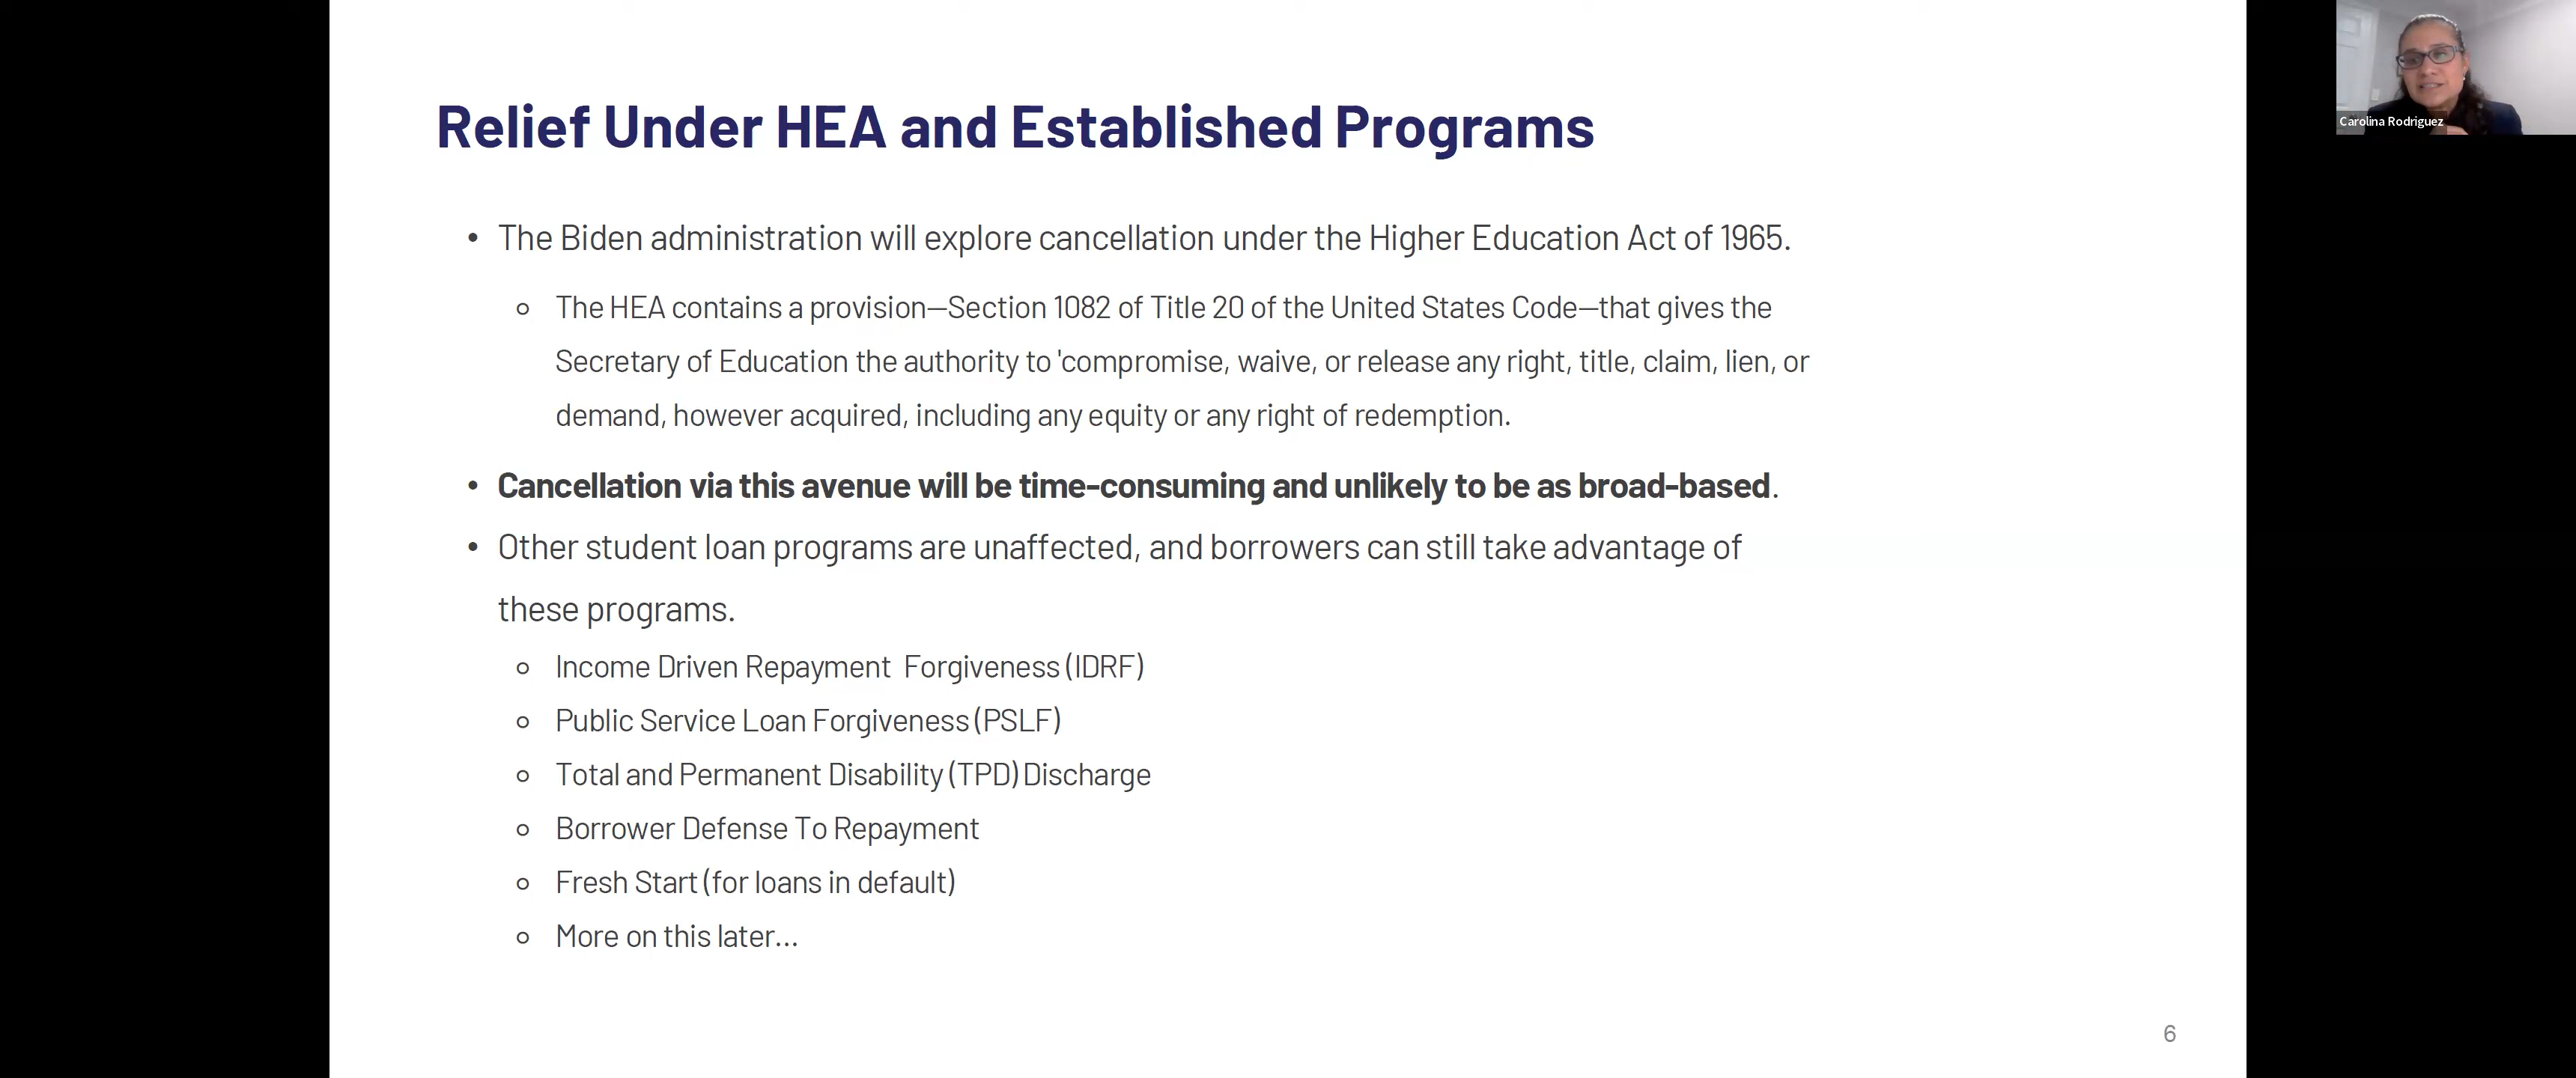 Relief Under HEA and Established Programs
Carolina Rodriguez
• The Biden administration will explore cancellation under the Higher Education Act of 1965.
○ The HEA contains a provision—Section 1082 of Title 20 of the United States Code—that gives the
Secretary of Education the authority to 'compromise, waive, or release any right, title, claim, lien, or
demand, however acquired, including any equity or any right of redemption.
• Cancellation via this avenue will be time-consuming and unlikely to be as broad-based.
• Other student loan programs are unaffected, and borrowers can still take advantage of
these programs.
○ Income Driven Repayment  Forgiveness (IDRF)
○ Public Service Loan Forgiveness (PSLF)
○ Total and Permanent Disability (TPD) Discharge
○ Borrower Defense To Repayment
○ Fresh Start (for loans in default)
○ More on this later...
6